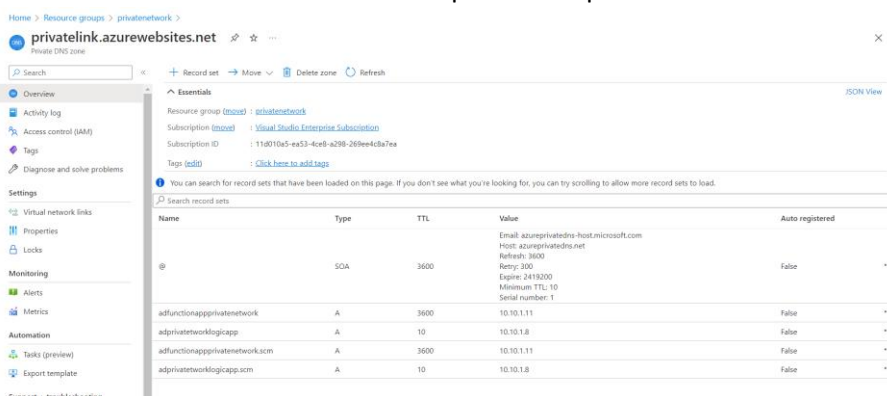 Home > Resource groups > privatenetwork >
privatelink.azurewebsites.net
Private DNS zone
Search
Record set Move Delete zone Refresh
Overview
Activity log
Access control (IAM)
Tags
Diagnose and solve problems
Settings
Virtual network links
Properties
Locks
Monitoring
Alerts
Metrics
Automation
Tasks (preview)
Export template
Essentials
JSON View
Resource group (move) : privatenetwork
Subscription (move) : Visual Studio Enterprise Subscription
Subscription ID : 11d010a5-ea53-4ce8-a298-269ee4c8a7ea
Tags (edit) : Click here to add tags
You can search for record sets that have been loaded on this page. If you don't see what you're looking for, you can try scrolling to allow more record sets to load.
Search record sets
Name Type TTL Value Auto registered
Email: azureprivatedns-host.microsoft.com
Host: azureprivatedns.net
Refresh: 3600
@ SOA 3600 Retry: 300 False
Expire: 2419200
Minimum TTL: 10
Serial number: 1
adfunctionappprivatenetwork A 3600 10.10.1.11 False
adprivatetworklogicapp A 10 10.10.1.8 False
adfunctionappprivatenetwork.scm A 3600 10.10.1.11 False
adprivatetworklogicapp.scm A 10 10.10.1.8 False